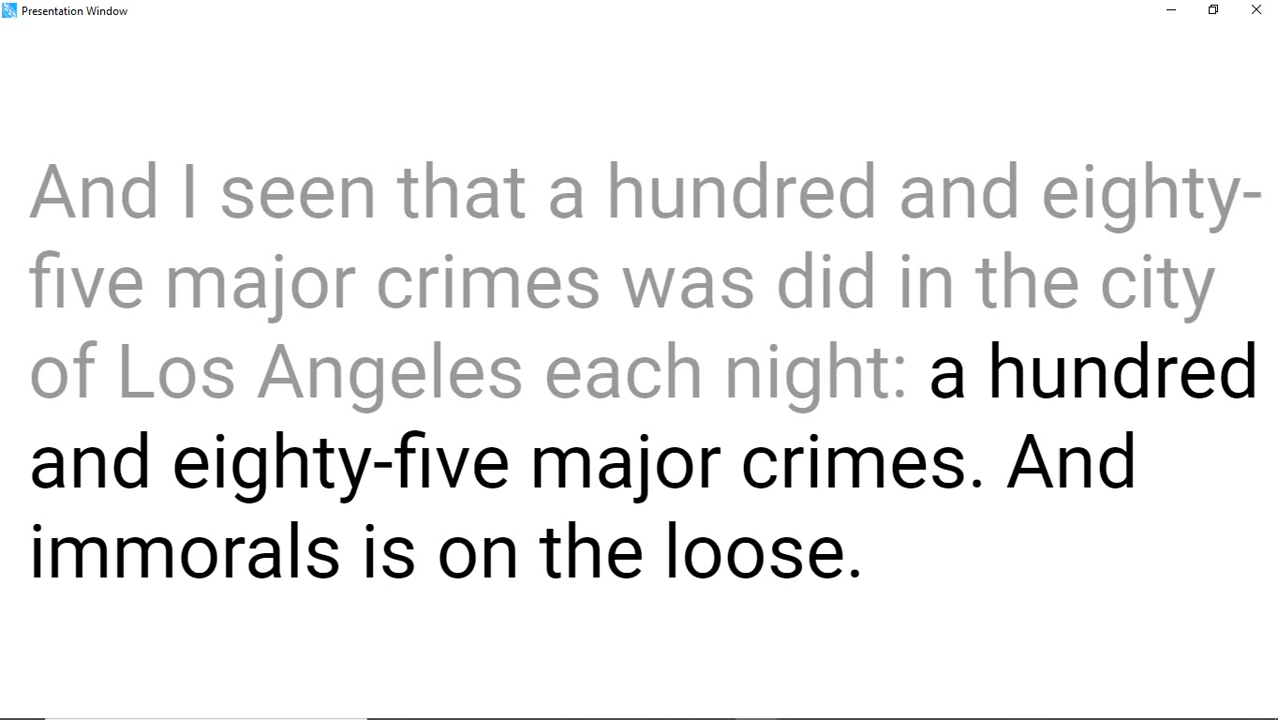 Presentation Window
And I seen that a hundred and eighty-
five major crimes was did in the city
of Los Angeles each night: a hundred
and eighty-five major crimes. And
immorals is on the loose.